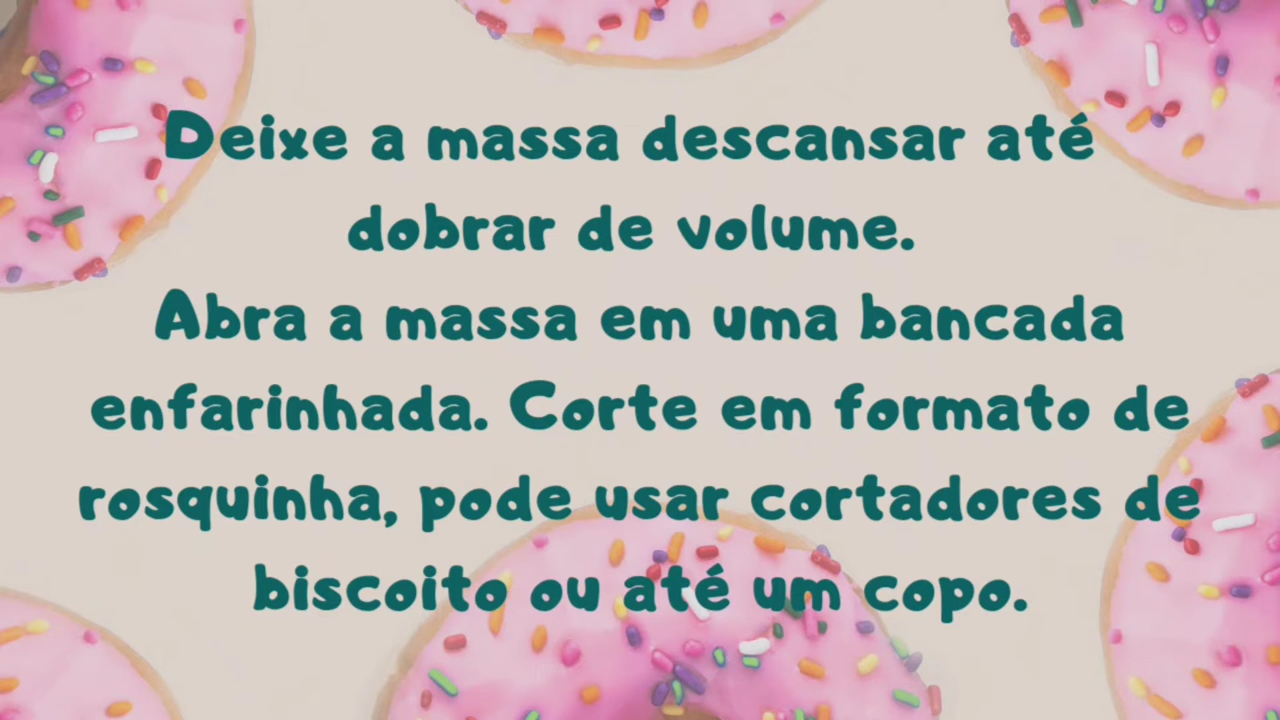 Deixe a massa descansar até
dobrar de volume.
Abra a massa em uma bancada
enfarinhada. Corte em formato de
rosquinha, pode usar cortadores de
biscoito ou até um copo.